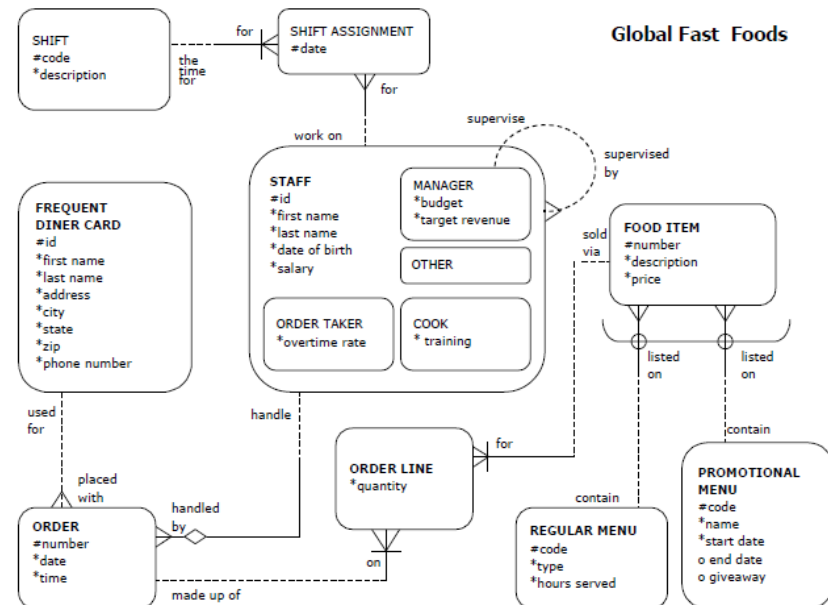 Global Fast Foods
SHIFT
#code
*description
the
time
for
for
SHIFT ASSIGNMENT
#date
for
work on
supervise
supervised
by
STAFF
#id
*first name
*last name
*date of birth
*salary
MANAGER
*budget
*target revenue
OTHER
ORDER TAKER
*overtime rate
COOK
* training
FREQUENT
DINER CARD
#id
*first name
*last name
*address
*city
*state
*zip
*phone number
sold
via
FOOD ITEM
#number
*description
*price
listed
on
listed
on
used
for
handle
placed
with
handled
by
ORDER
#number
*date
*time
made up of
ORDER LINE
*quantity
for
on
contain
REGULAR MENU
#code
*type
*hours served
contain
PROMOTIONAL
MENU
#code
*name
*start date
o end date
o giveaway